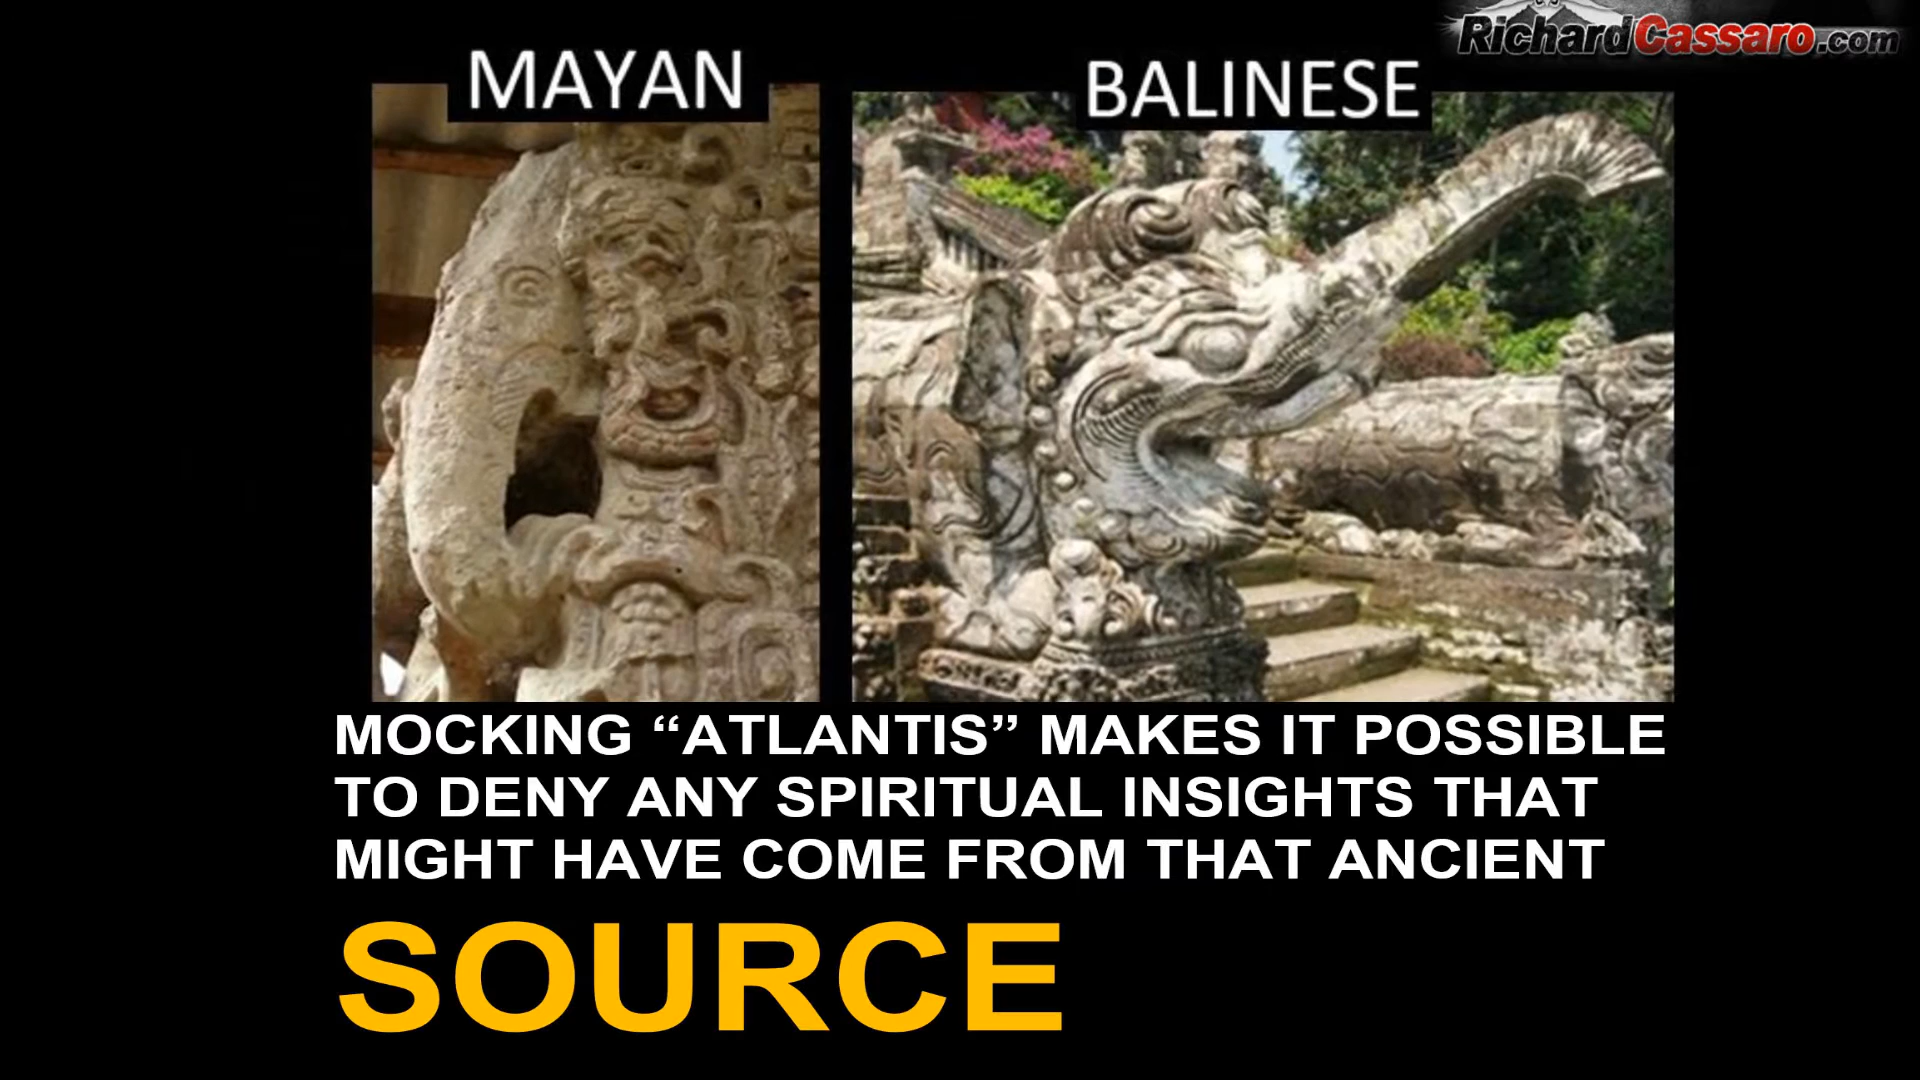 RichardCassaro.com
MAYAN
BALINESE
MOCKING “ATLANTIS” MAKES IT POSSIBLE
TO DENY ANY SPIRITUAL INSIGHTS THAT
MIGHT HAVE COME FROM THAT ANCIENT
SOURCE